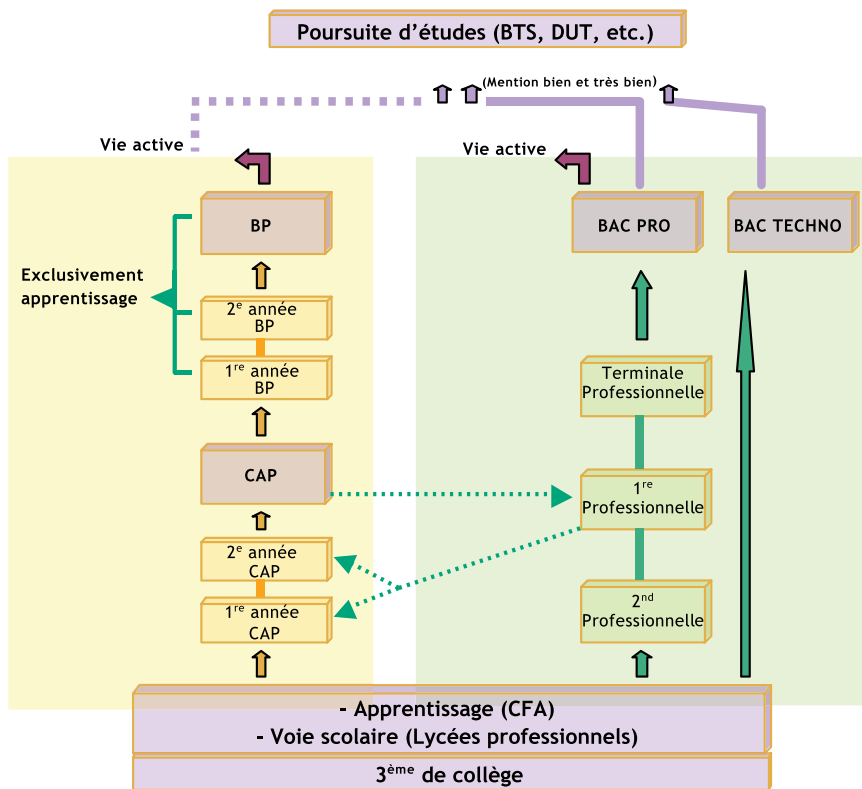 Poursuite d’études (BTS, DUT, etc.)
(Mention bien et très bien)
Vie active
Vie active
BP
BAC PRO
BAC TECHNO
Exclusivement
apprentissage
2e année
BP
1re année
BP
Terminale
Professionnelle
CAP
1re
Professionnelle
2e année
CAP
1re année
CAP
2nd
Professionnelle
- Apprentissage (CFA)
- Voie scolaire (Lycées professionnels)
3ème de collège